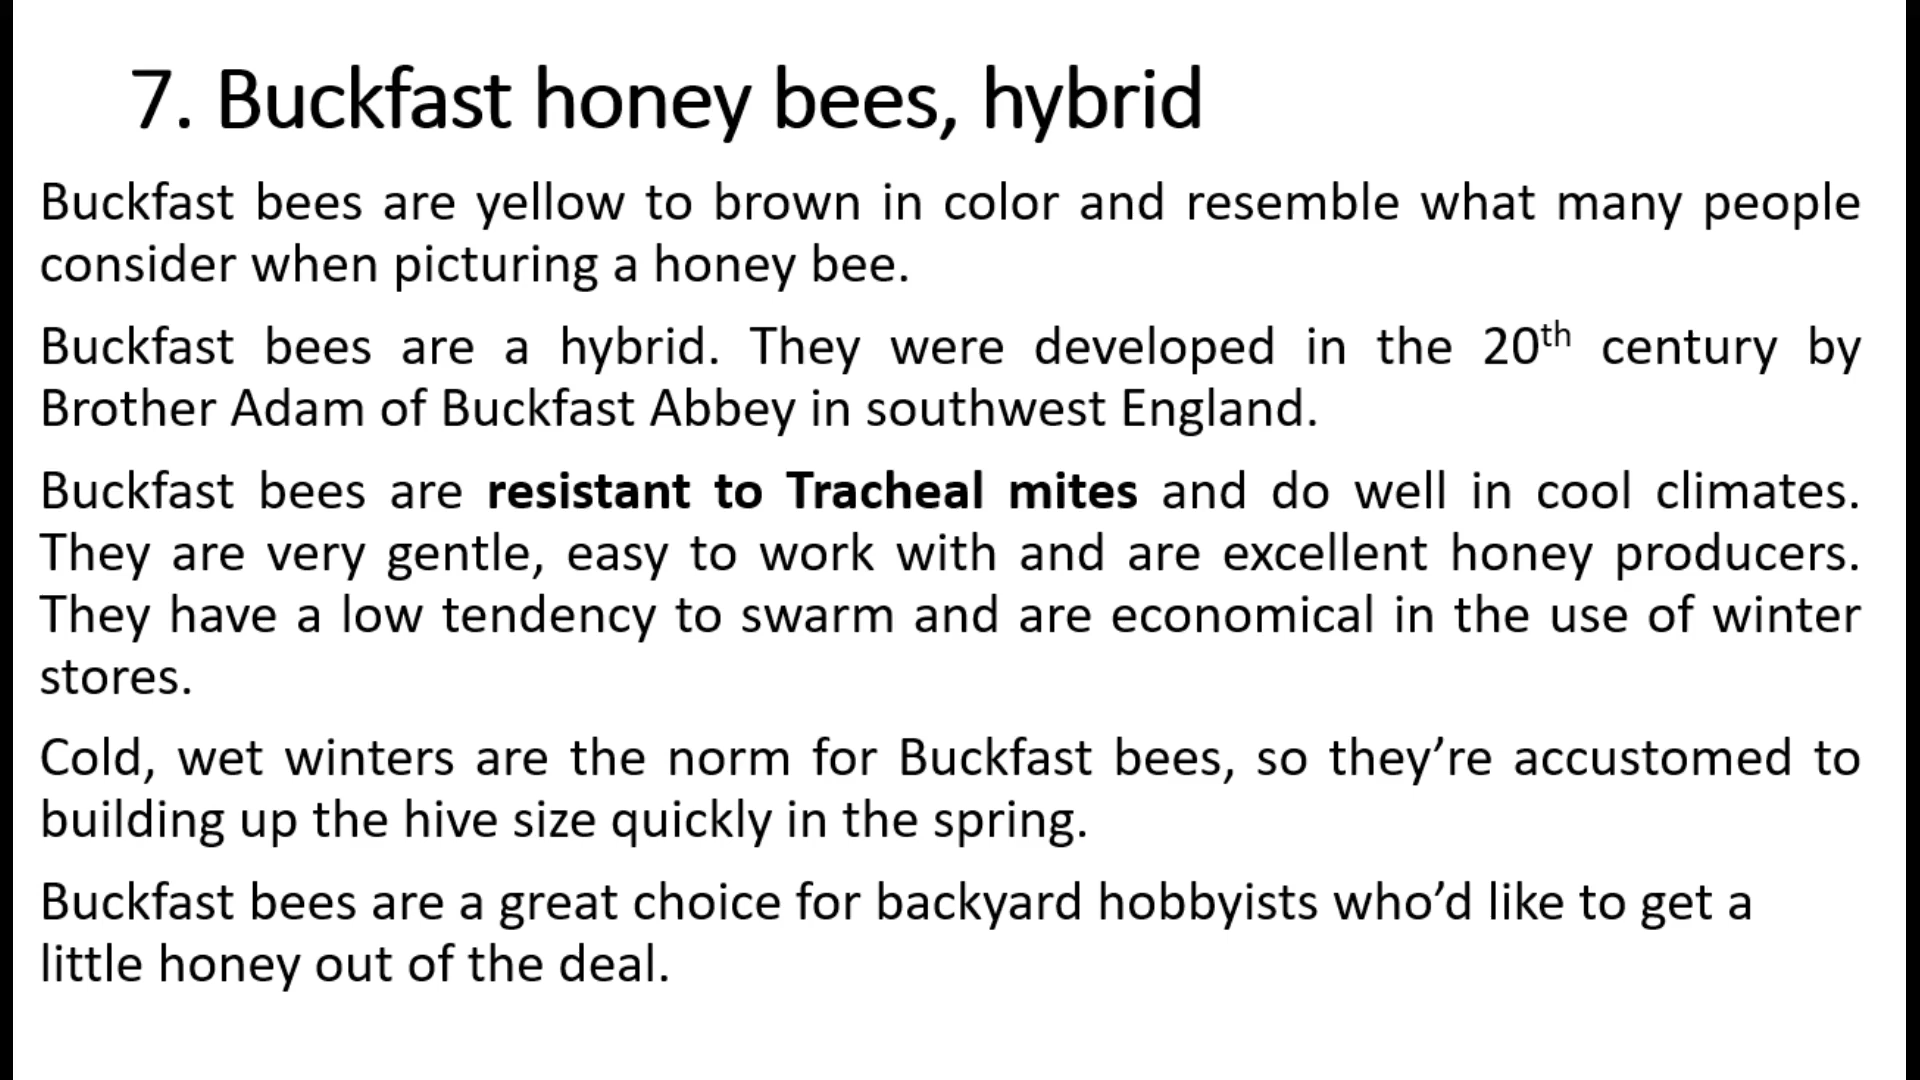 7. Buckfast honey bees, hybrid
Buckfast bees are yellow to brown in color and resemble what many people
consider when picturing a honey bee.
Buckfast bees are a hybrid. They were developed in the 20th century by
Brother Adam of Buckfast Abbey in southwest England.
Buckfast bees are resistant to Tracheal mites and do well in cool climates.
They are very gentle, easy to work with and are excellent honey producers.
They have a low tendency to swarm and are economical in the use of winter
stores.
Cold, wet winters are the norm for Buckfast bees, so they’re accustomed to
building up the hive size quickly in the spring.
Buckfast bees are a great choice for backyard hobbyists who’d like to get a
little honey out of the deal.